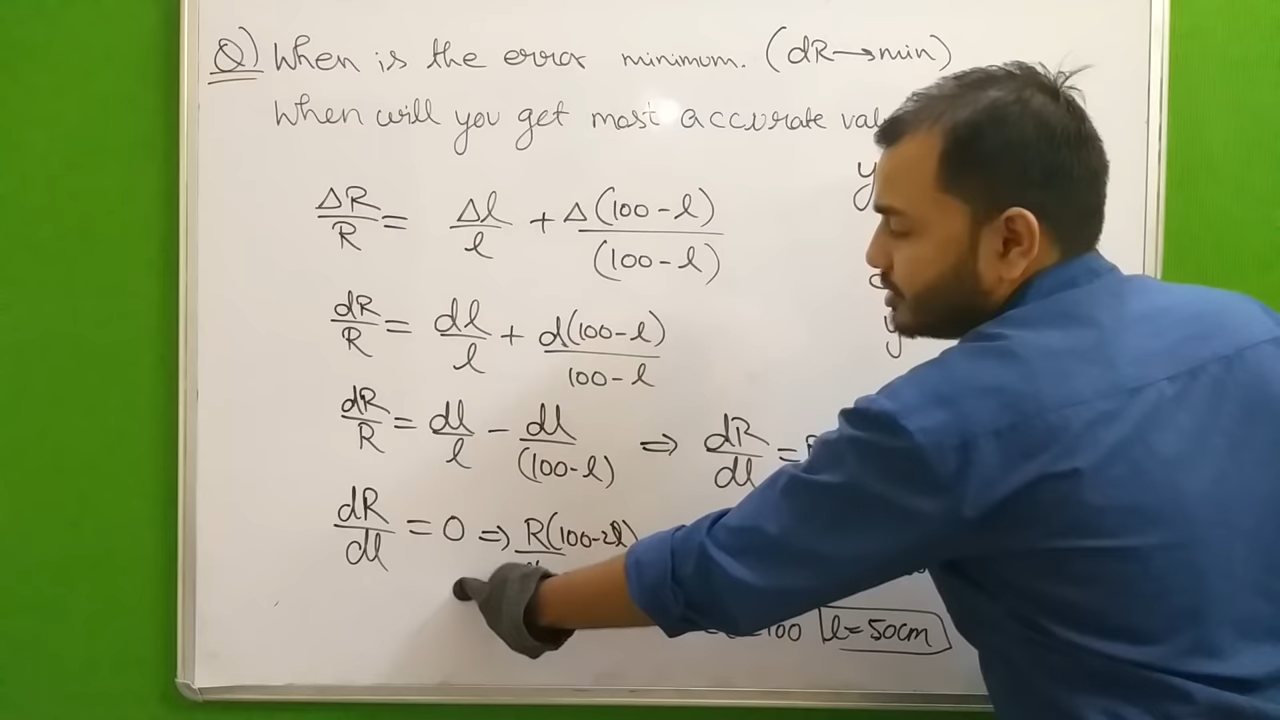 Q) When is the error minimum. (dR→min)
When will you get most accurate
y
ΔR/R = Δl/l + Δ(100-l)/(100-l)
dR/R = dl/l + d(100-l)/100-l
y
dR/R = dl/l - dl/(100-l) ⇒ dR/dl =
dR/dl = 0 ⇒ R(100-2l)
100 l=50cm